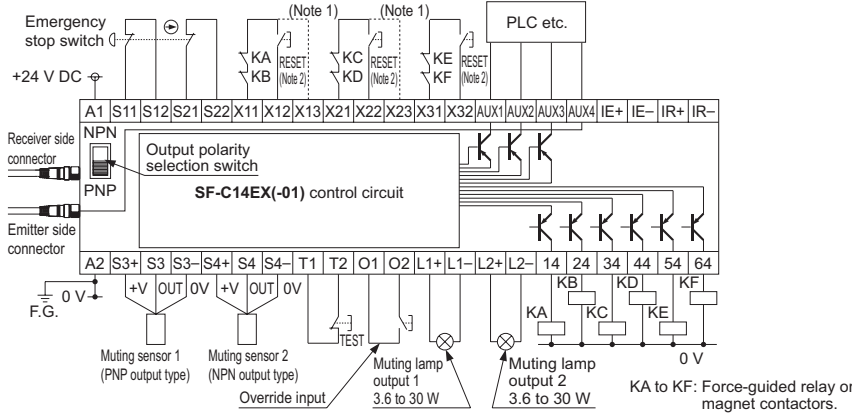 Emergency
stop switch
+24 V DC
(Note 1)
(Note 1)
KA
KB
RESET
(Note 2)
KC
KD
RESET
(Note 2)
KE
KF
RESET
(Note 2)
PLC etc.
A1 S11 S12 S21 S22 X11 X12 X13 X21 X22 X23 X31 X32 AUX1 AUX2 AUX3 AUX4 IE+ IE– IR+ IR–
Receiver side
connector
NPN
PNP
Output polarity
selection switch
SF-C14EX(-01) control circuit
Emitter side
connector
A2 S3+ S3 S3– S4+ S4 S4– T1 T2 O1 O2 L1+ L1– L2+ L2– 14 24 34 44 54 64
F.G.
0 V
+V OUT 0V
+V OUT 0V
TEST
KA
KB
KC
KD
KE
KF
0 V
Muting sensor 1
(PNP output type)
Muting sensor 2
(NPN output type)
Override input
Muting lamp
output 1
3.6 to 30 W
Muting lamp
output 2
3.6 to 30 W
KA to KF: Force-guided relay or
magnet contactors.